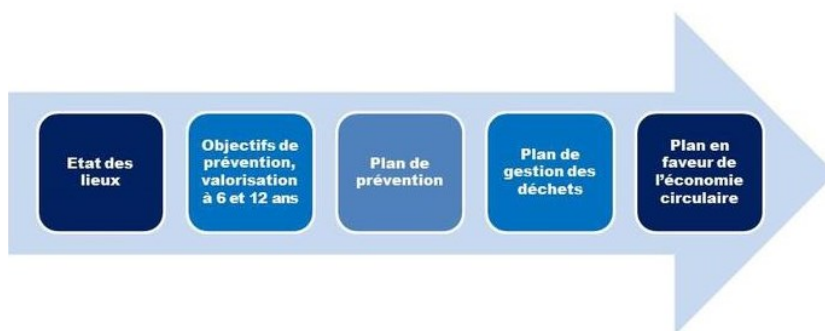 Etat des
lieux
Objectifs de
prévention,
valorisation
à 6 et 12 ans
Plan de
prévention
Plan de
gestion des
déchets
Plan en
faveur de
l'économie
circulaire